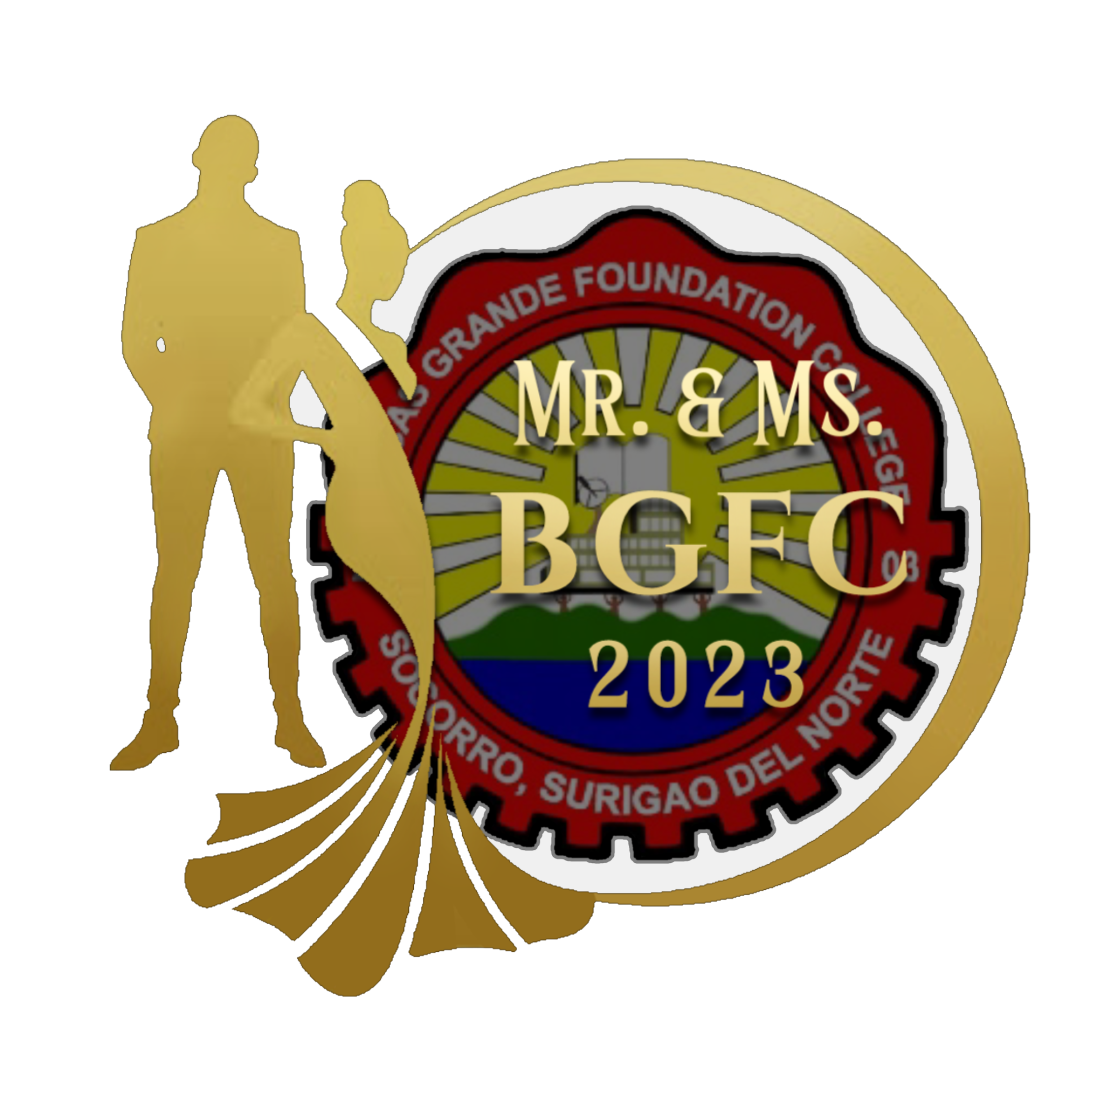 GRANDE FOUNDATION COLLEGE
MR. & MS.
BGFC
2023
SOCORRO, SURIGAO DEL NORTE